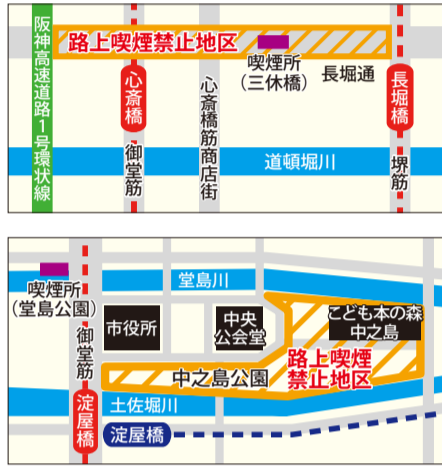 阪神高速道路1号環状線
路上喫煙禁止地区
喫煙所
(三休橋)
長堀通
心斎橋
御堂筋
心斎橋筋商店街
長堀橋
堺筋
道頓堀川
喫煙所
(堂島公園)
堂島川
市役所
中央
公会堂
こども本の森
中之島
路上喫煙
禁止地区
中之島公園
御堂筋
淀屋橋
土佐堀川
淀屋橋